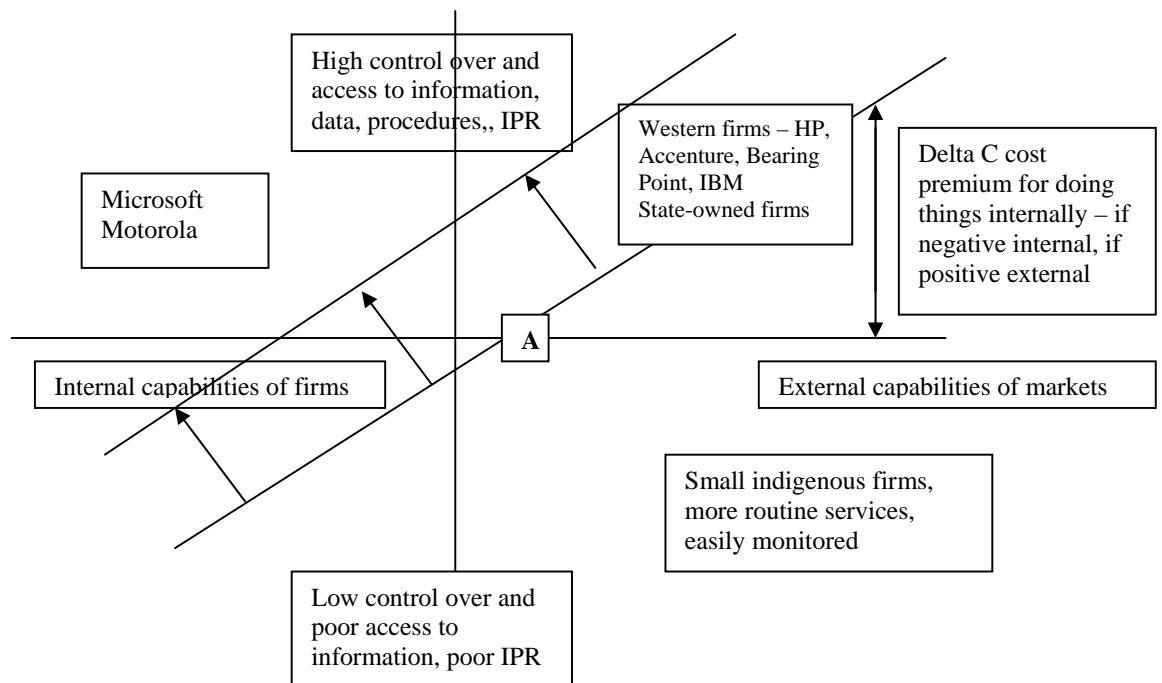 High control over and
access to information,
data, procedures,, IPR
Western firms – HP,
Accenture, Bearing
Point, IBM
State-owned firms
Delta C cost
premium for doing
things internally – if
negative internal, if
positive external
Microsoft
Motorola
A
Internal capabilities of firms
External capabilities of markets
Small indigenous firms,
more routine services,
easily monitored
Low control over and
poor access to
information, poor IPR